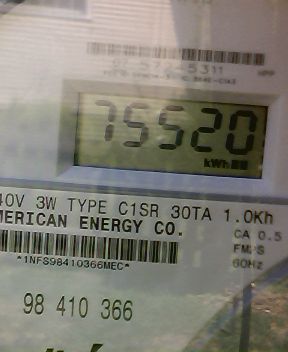 75520
kWh
40V 3W TYPE C1SR 30TA 1.0Kh
MERICAN ENERGY CO.
CA 0.5
FM2S
60Hz
*1NFS98410366MEC*
98 410 366